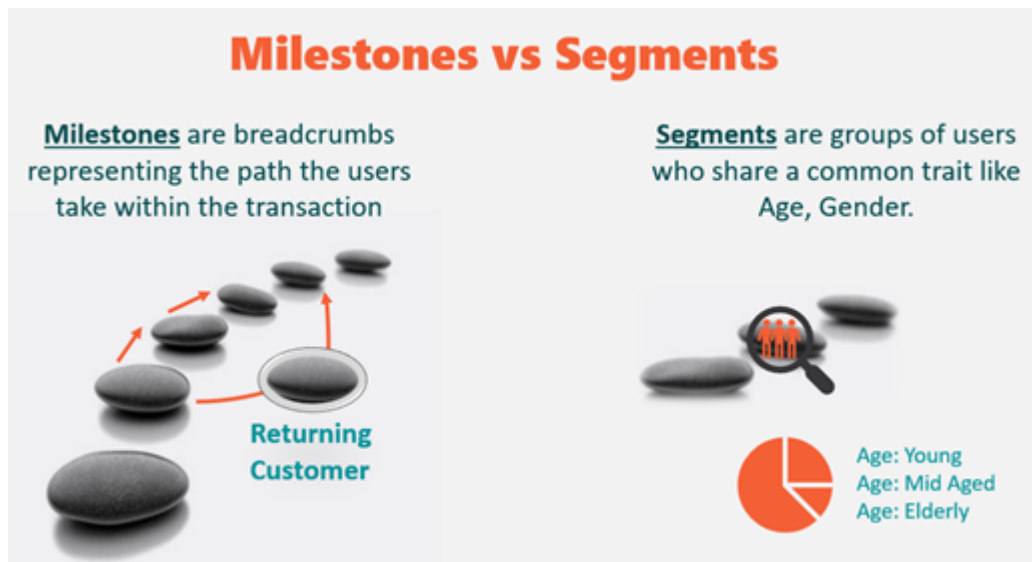 Milestones vs Segments
Milestones are breadcrumbs
representing the path the users
take within the transaction
Returning
Customer
Segments are groups of users
who share a common trait like
Age, Gender.
Age: Young
Age: Mid Aged
Age: Elderly